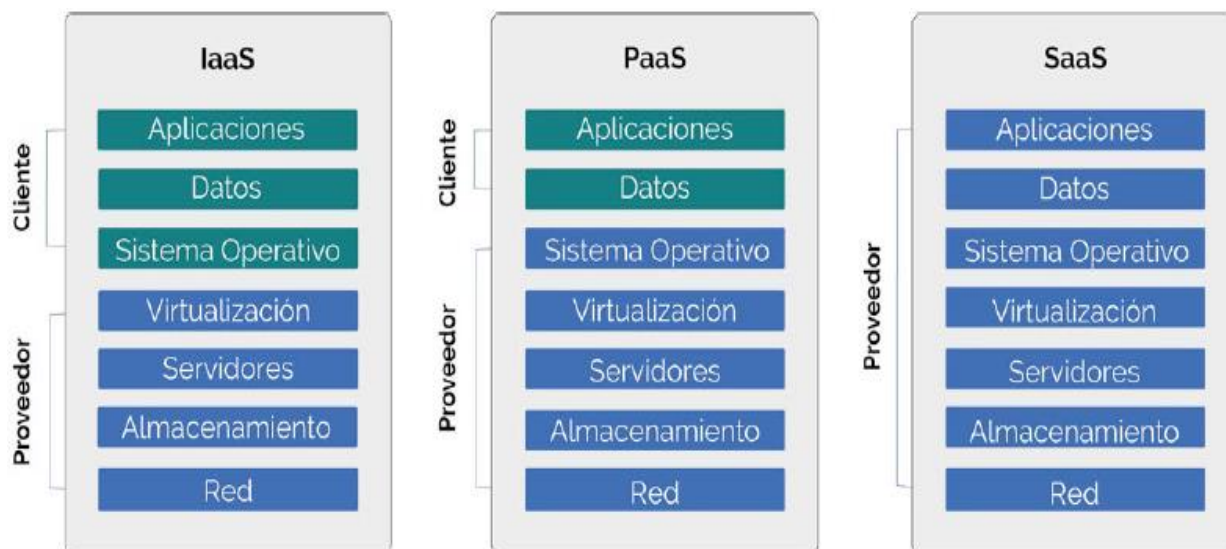 IaaS
Cliente
Aplicaciones
Datos
Sistema Operativo
Proveedor
Virtualización
Servidores
Almacenamiento
Red
PaaS
Cliente
Aplicaciones
Datos
Proveedor
Sistema Operativo
Virtualización
Servidores
Almacenamiento
Red
SaaS
Proveedor
Aplicaciones
Datos
Sistema Operativo
Virtualización
Servidores
Almacenamiento
Red